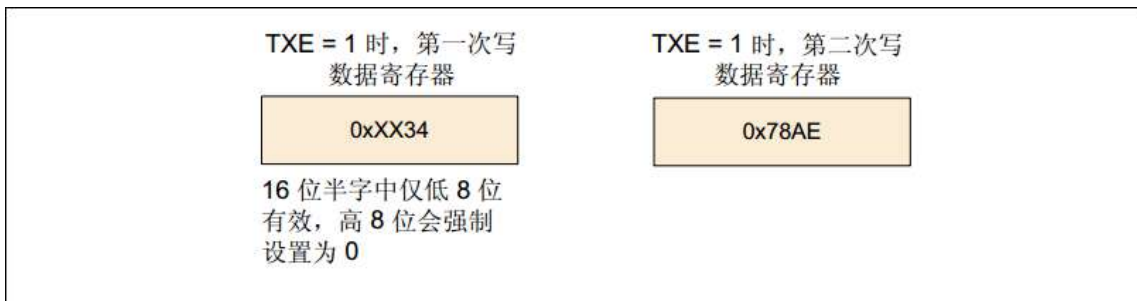 TXE = 1 时，第一次写
数据寄存器
0xXX34
16 位半字中仅低 8 位
有效，高 8 位会强制
设置为 0
TXE = 1 时，第二次写
数据寄存器
0x78AE